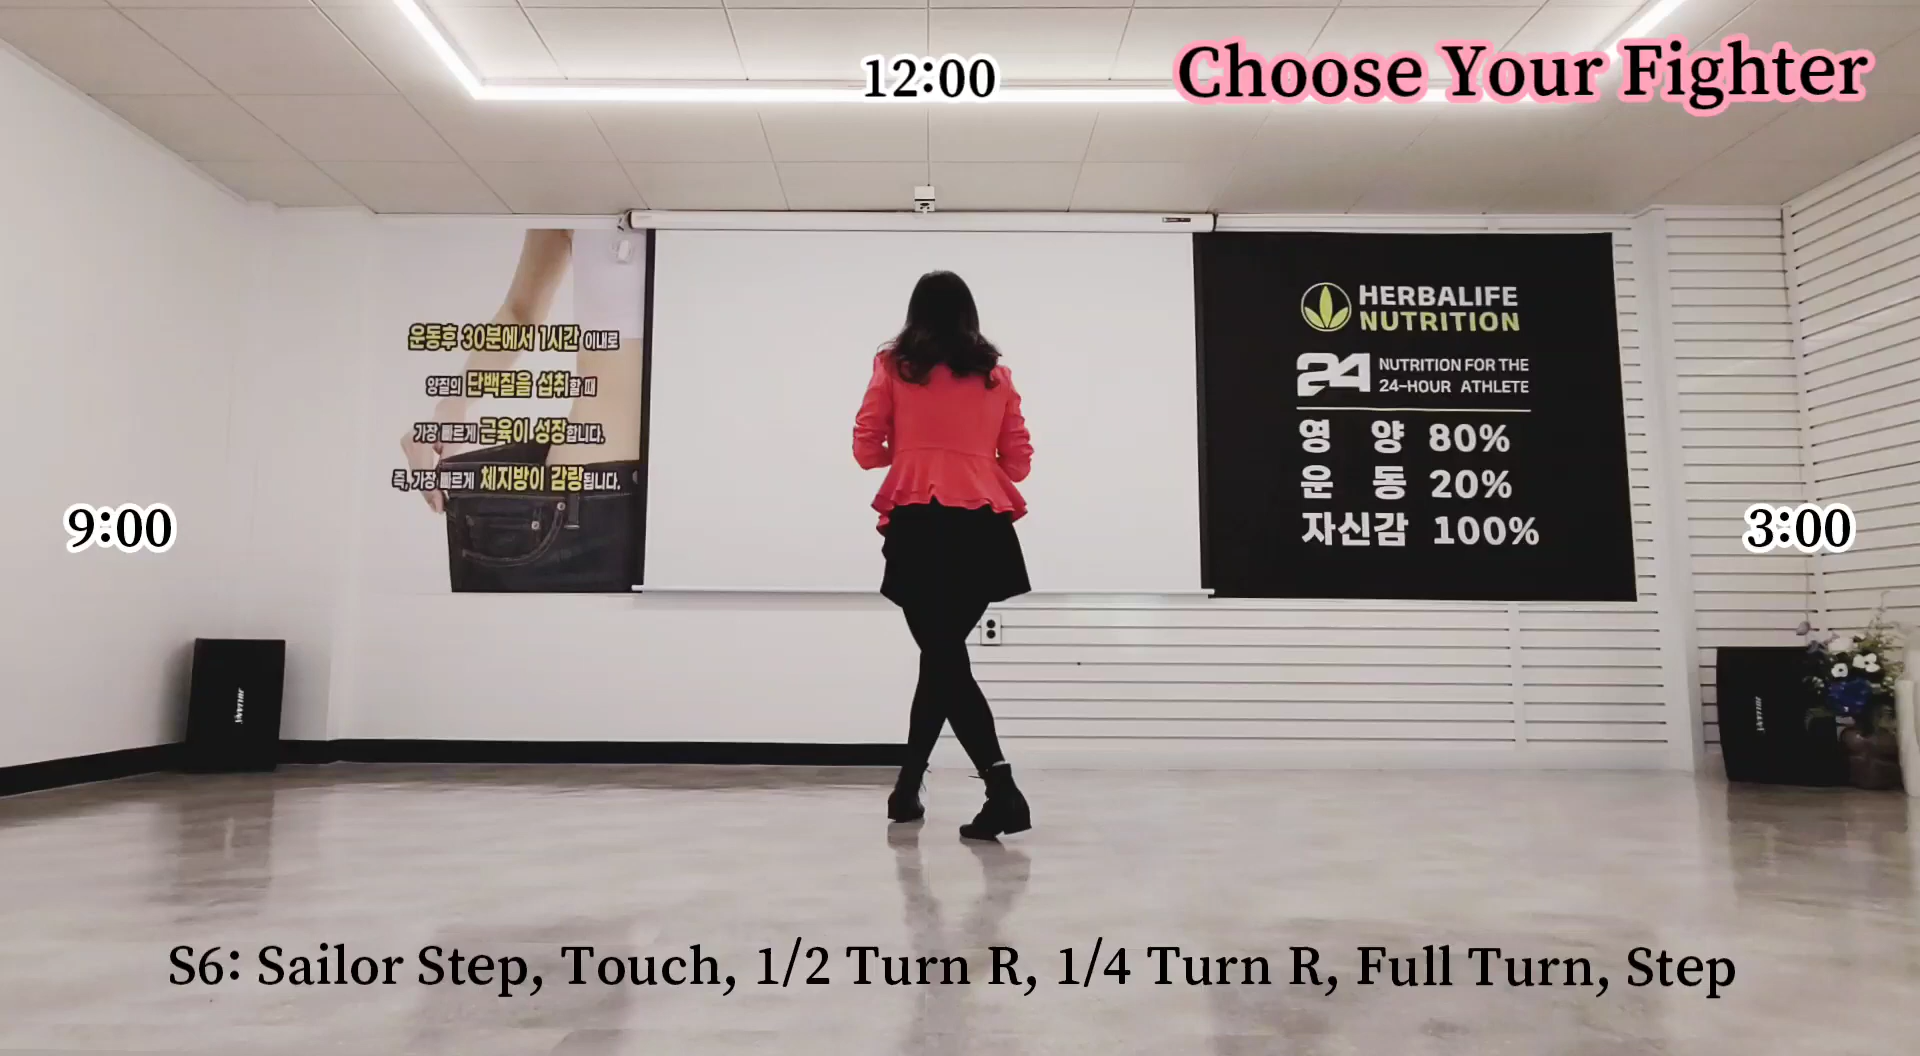 12:00
Choose Your Fighter
운동후 30분에서 1시간 이내로
양질의 단백질을 섭취할 때
가장 빠르게 근육이 성장합니다.
즉, 가장 빠르게 체지방이 감량됩니다.
HERBALIFE
NUTRITION
24 NUTRITION FOR THE
24-HOUR ATHLETE
영 양 80%
운 동 20%
자신감 100%
9:00
3:00
S6: Sailor Step, Touch, 1/2 Turn R, 1/4 Turn R, Full Turn, Step